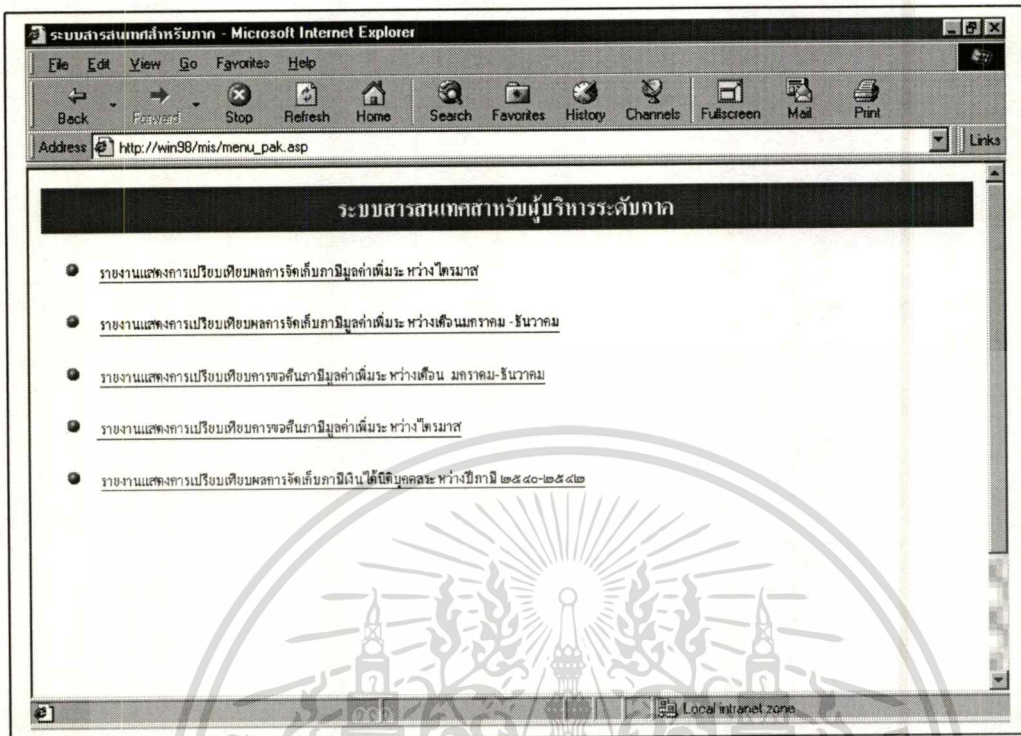 ระบบสารสนเทศสำหรับภาค - Microsoft Internet Explorer
File Edit View Go Favorites Help
Back Forward Stop Refresh Home Search Favorites History Channels Fullscreen Mail Print
Address http://win98/mis/menu_pak.asp Links
ระบบสารสนเทศสำหรับผู้บริหารระดับภาค
รายงานแสดงการเปรียบเทียบผลการจัดเก็บภาษีมูลค่าเพิ่มระหว่างไตรมาส
รายงานแสดงการเปรียบเทียบผลการจัดเก็บภาษีมูลค่าเพิ่มระหว่างเดือนมกราคม -ธันวาคม
รายงานแสดงการเปรียบเทียบการขอคืนภาษีมูลค่าเพิ่มระหว่างเดือน มกราคม-ธันวาคม
รายงานแสดงการเปรียบเทียบการขอคืนภาษีมูลค่าเพิ่มระหว่างไตรมาส
รายงานแสดงการเปรียบเทียบผลการจัดเก็บภาษีเงินได้นิติบุคคลระหว่างปีภาษี ๒๕๔๐-๒๕๔๒
Local intranet zone